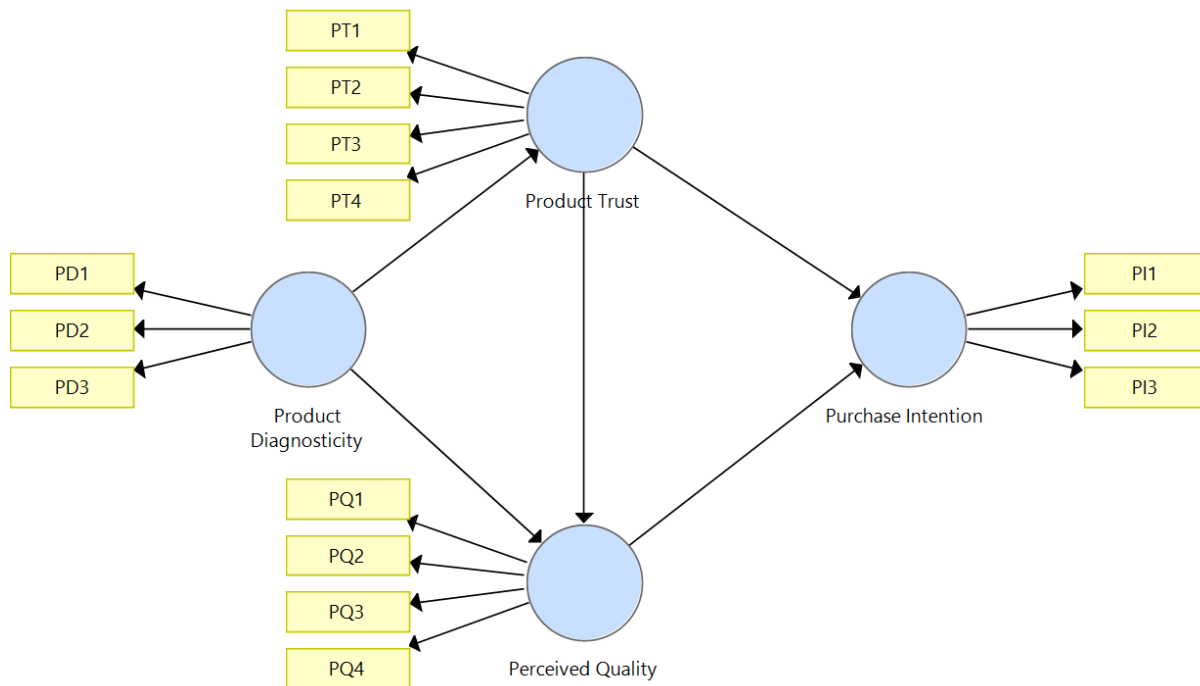 PT1
PT2
PT3
PT4
Product Trust
PD1
PD2
PD3
Product
Diagnosticity
PI1
PI2
PI3
Purchase Intention
PQ1
PQ2
PQ3
PQ4
Perceived Quality